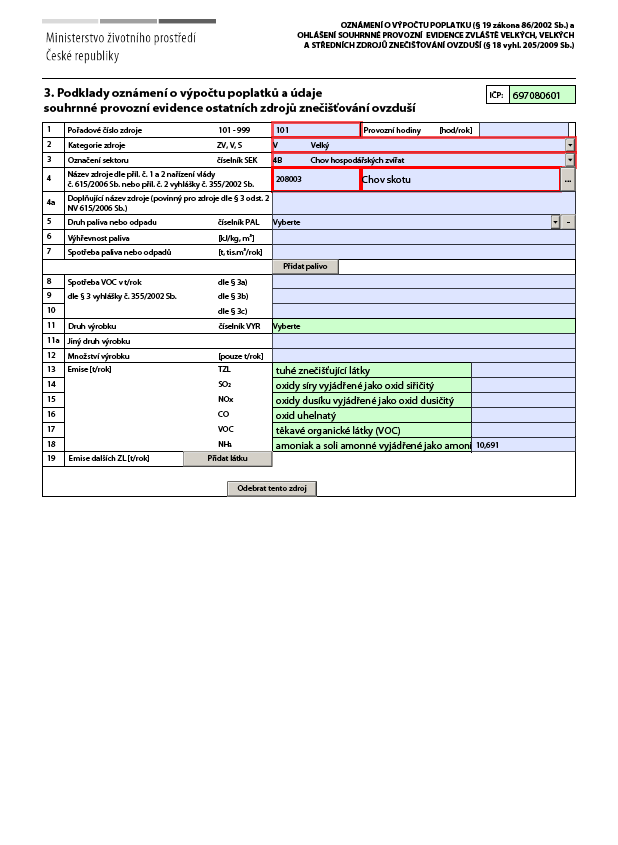 Ministerstvo životního prostředí
České republiky
OZNÁMENÍ O VÝPOČTU POPLATKU (§ 19 zákona 86/2002 Sb.) a
OHLÁŠENÍ SOUHRNNÉ PROVOZNÍ EVIDENCE ZVLÁŠTĚ VELKÝCH, VELKÝCH
A STŘEDNÍCH ZDROJŮ ZNEČIŠŤOVÁNÍ OVZDUŠÍ (§ 18 vyhl. 205/2009 Sb.)
3. Podklady oznámení o výpočtu poplatků a údaje
souhrnné provozní evidence ostatních zdrojů znečišťování ovzduší
IČP: 697080601
1 Pořadové číslo zdroje 101 - 999 101 Provozní hodiny [hod/rok]
2 Kategorie zdroje ZV, V, S V Velký
3 Označení sektoru číselník SEK 4B Chov hospodářských zvířat
4 Název zdroje dle příl. č. 1 a 2 nařízení vlády
č. 615/2006 Sb. nebo příl. č. 2 vyhlášky č. 355/2002 Sb. 208003 Chov skotu ...
4a Doplňující název zdroje (povinný pro zdroje dle § 3 odst. 2
NV 615/2006 Sb.)
5 Druh paliva nebo odpadu číselník PAL Vyberte -
6 Výhřevnost paliva [kJ/kg, m³]
7 Spotřeba paliva nebo odpadů [t, tis.m³/rok]
Přidat palivo
8 Spotřeba VOC v t/rok dle § 3a)
9 dle § 3 vyhlášky č. 355/2002 Sb. dle § 3b)
10 dle § 3c)
11 Druh výrobku číselník VYR Vyberte
11a Jiný druh výrobku
12 Množství výrobku [pouze t/rok]
13 Emise [t/rok] TZL tuhé znečišťující látky
14 SO₂ oxidy síry vyjádřené jako oxid siřičitý
15 NOx oxidy dusíku vyjádřené jako oxid dusičitý
16 CO oxid uhelnatý
17 VOC těkavé organické látky (VOC)
18 NH₃ amoniak a soli amonné vyjádřené jako amoni 10,691
19 Emise dalších ZL [t/rok] Přidat látku
Odebrat tento zdroj